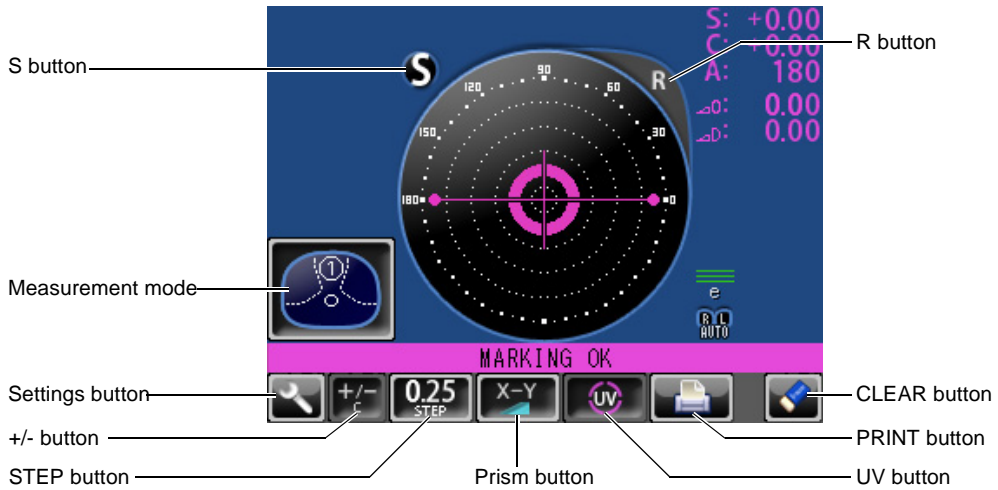 S: +0.00
S button
R button
C: +0.00
S
R
A: 180
90
120
60
⊿O: 0.00
⊿D: 0.00
150
30
180
0
1
Measurement mode
e
R L
AUTO
MARKING OK
Settings button
+/-
C
0.25
STEP
X-Y
UV
CLEAR button
+/- button
PRINT button
STEP button
Prism button
UV button